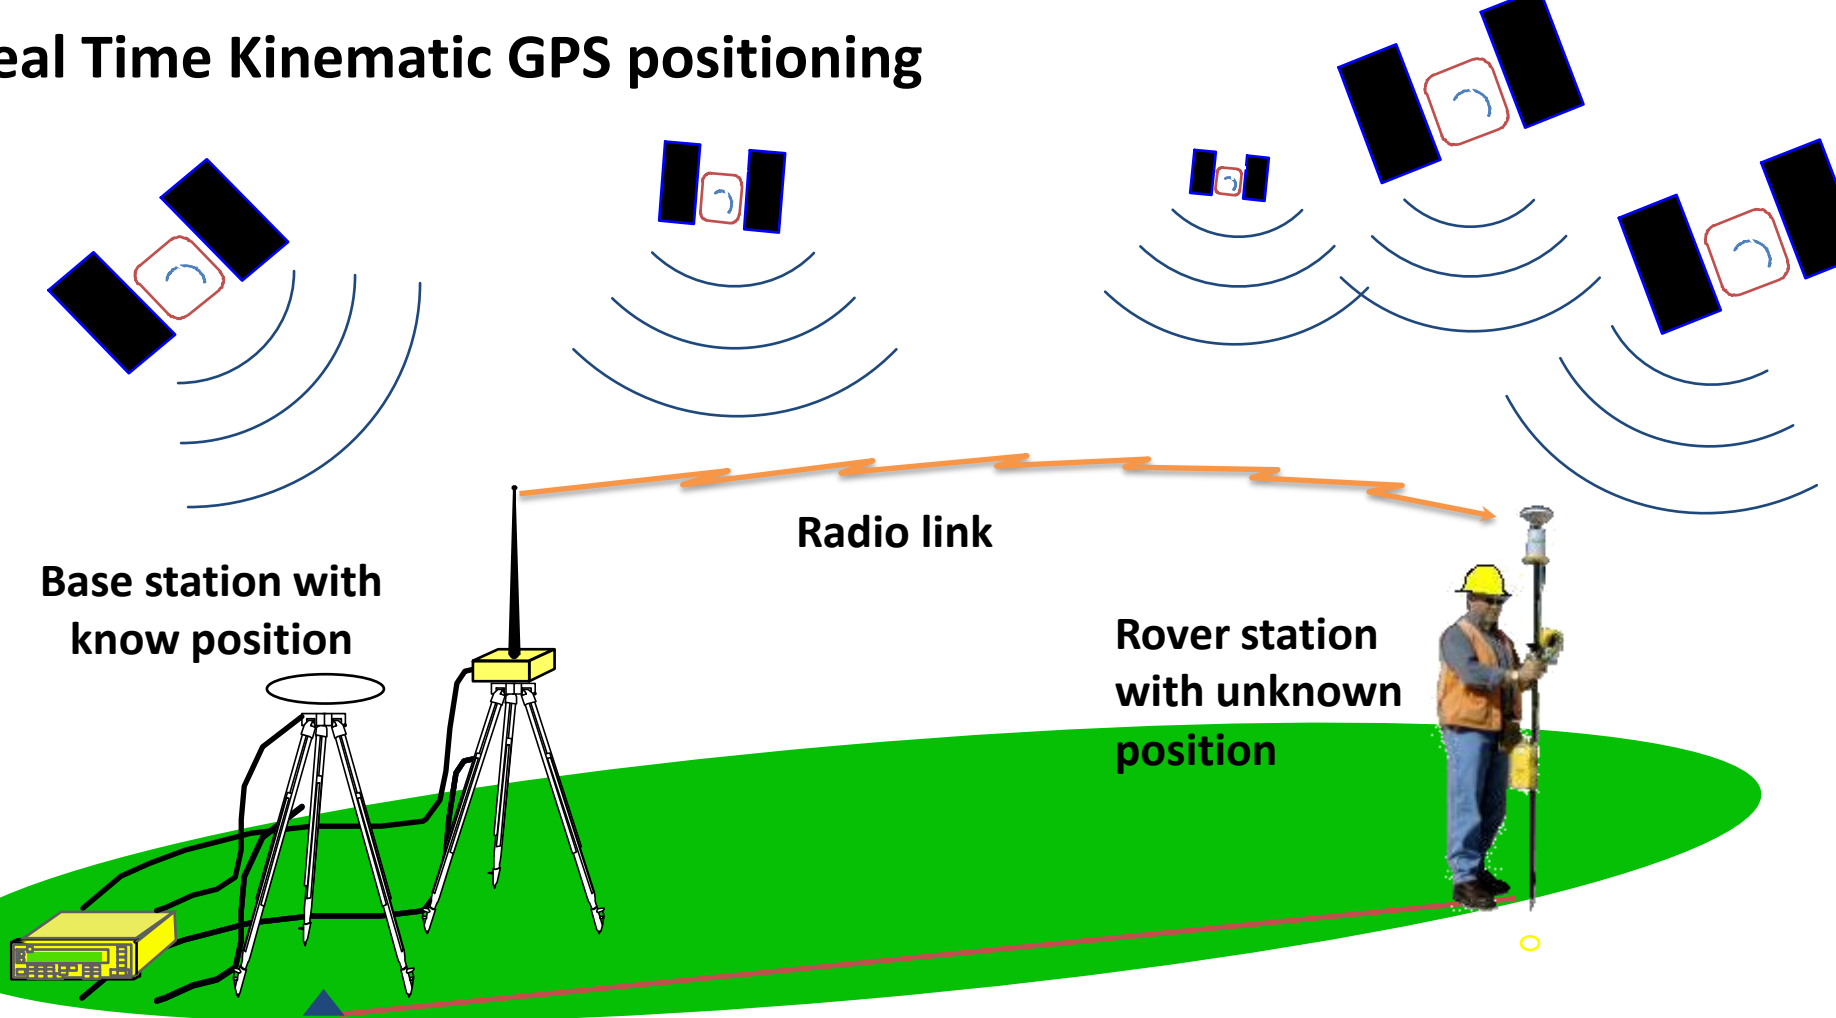 eal Time Kinematic GPS positioning
Radio link
Base station with
know position
Rover station
with unknown
position